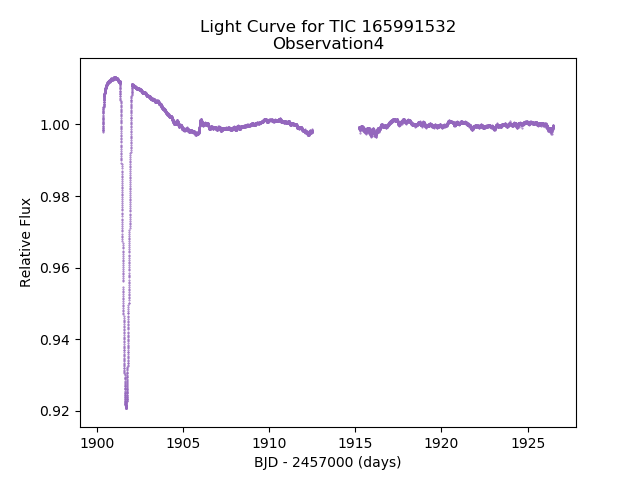 Light Curve for TIC 165991532
Observation4
1.00
0.98
0.96
0.94
0.92
Relative Flux
1900 1905 1910 1915 1920 1925
BJD - 2457000 (days)